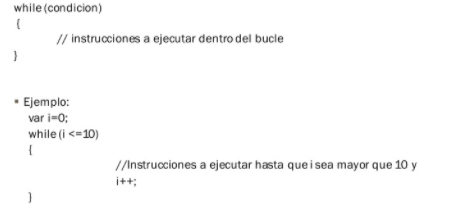 while (condicion)
{
// instrucciones a ejecutar dentro del bucle
}
▪ Ejemplo:
var i=0;
while (i <=10)
{
//Instrucciones a ejecutar hasta que i sea mayor que 10 y
i++;
}